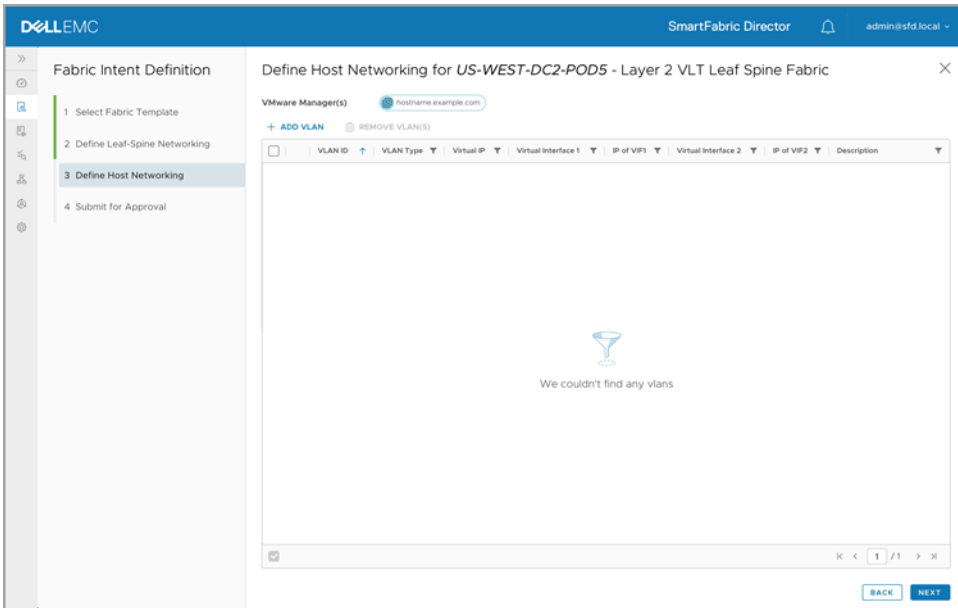 DELLEMC
SmartFabric Director
admin@sfd.local
Fabric Intent Definition
1 Select Fabric Template
2 Define Leaf-Spine Networking
3 Define Host Networking
4 Submit for Approval
Define Host Networking for US-WEST-DC2-POD5 - Layer 2 VLT Leaf Spine Fabric
VMware Manager(s) hostname.example.com
+ ADD VLAN REMOVE VLAN(S)
VLAN ID VLAN Type Virtual IP Virtual Interface 1 IP of VIF1 Virtual Interface 2 IP of VIF2 Description
We couldn't find any vlans
1 / 1
BACK NEXT